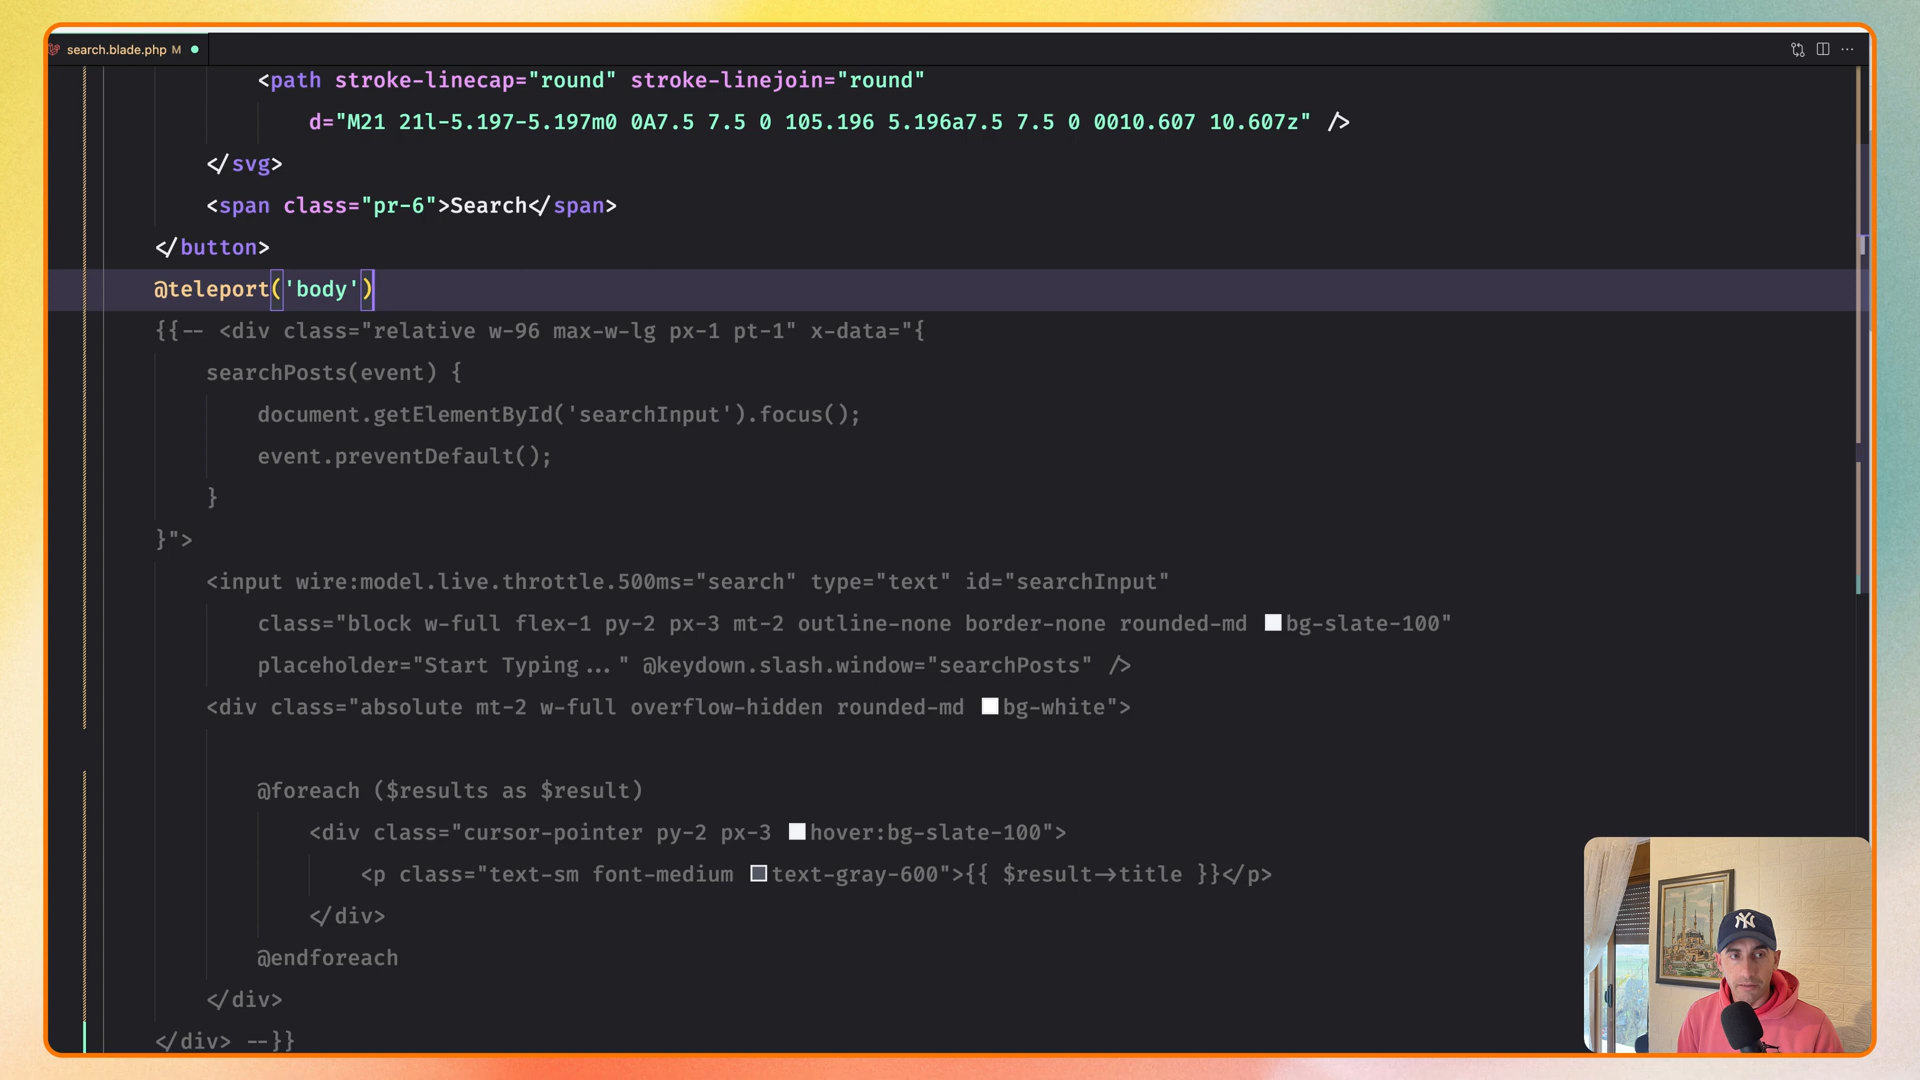 search.blade.php M
<path stroke-linecap="round" stroke-linejoin="round"
d="M21 21l-5.197-5.197m0 0A7.5 7.5 0 105.196 5.196a7.5 7.5 0 0010.607 10.607z" />
</svg>
<span class="pr-6">Search</span>
</button>
@teleport('body')
{{-- <div class="relative w-96 max-w-lg px-1 pt-1" x-data="{
searchPosts(event) {
document.getElementById('searchInput').focus();
event.preventDefault();
}
}">
<input wire:model.live.throttle.500ms="search" type="text" id="searchInput"
class="block w-full flex-1 py-2 px-3 mt-2 outline-none border-none rounded-md bg-slate-100"
placeholder="Start Typing..." @keydown.slash.window="searchPosts" />
<div class="absolute mt-2 w-full overflow-hidden rounded-md bg-white">
@foreach ($results as $result)
<div class="cursor-pointer py-2 px-3 hover:bg-slate-100">
<p class="text-sm font-medium text-gray-600">{{ $result->title }}</p>
</div>
@endforeach
</div>
</div> --}}